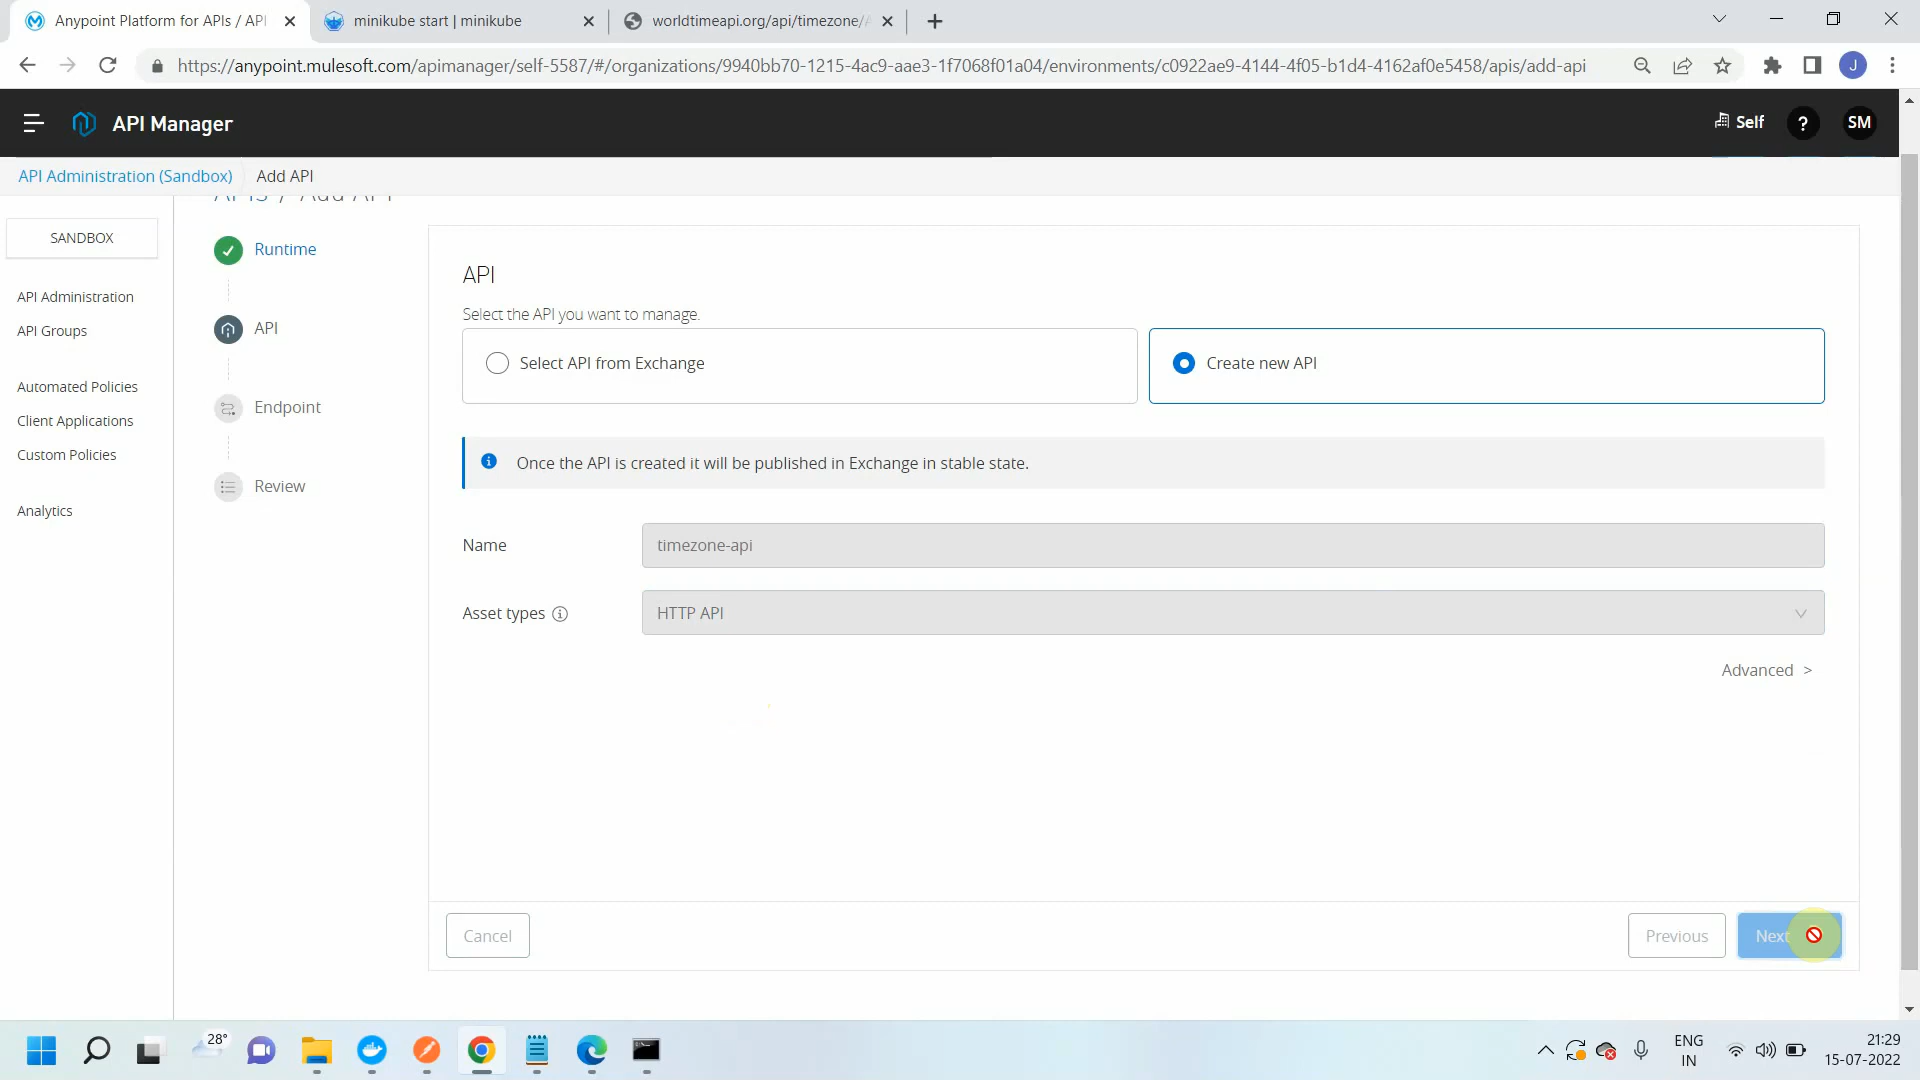 Anypoint Platform for APIs / API
minikube start | minikube
worldtimeapi.org/api/timezone/A
https://anypoint.mulesoft.com/apimanager/self-5587/#/organizations/9940bb70-1215-4ac9-aae3-1f7068f01a04/environments/c0922ae9-4144-4f05-b1d4-4162af0e5458/apis/add-api
J
API Manager
Self
?
SM
API Administration (Sandbox)
Add API
APIs / Add API
SANDBOX
API Administration
API Groups
Automated Policies
Client Applications
Custom Policies
Analytics
Runtime
API
Endpoint
Review
API
Select the API you want to manage.
Select API from Exchange
Create new API
Once the API is created it will be published in Exchange in stable state.
Name
timezone-api
Asset types
HTTP API
Advanced >
Cancel
Previous
Next
28°
ENG
IN
21:29
15-07-2022